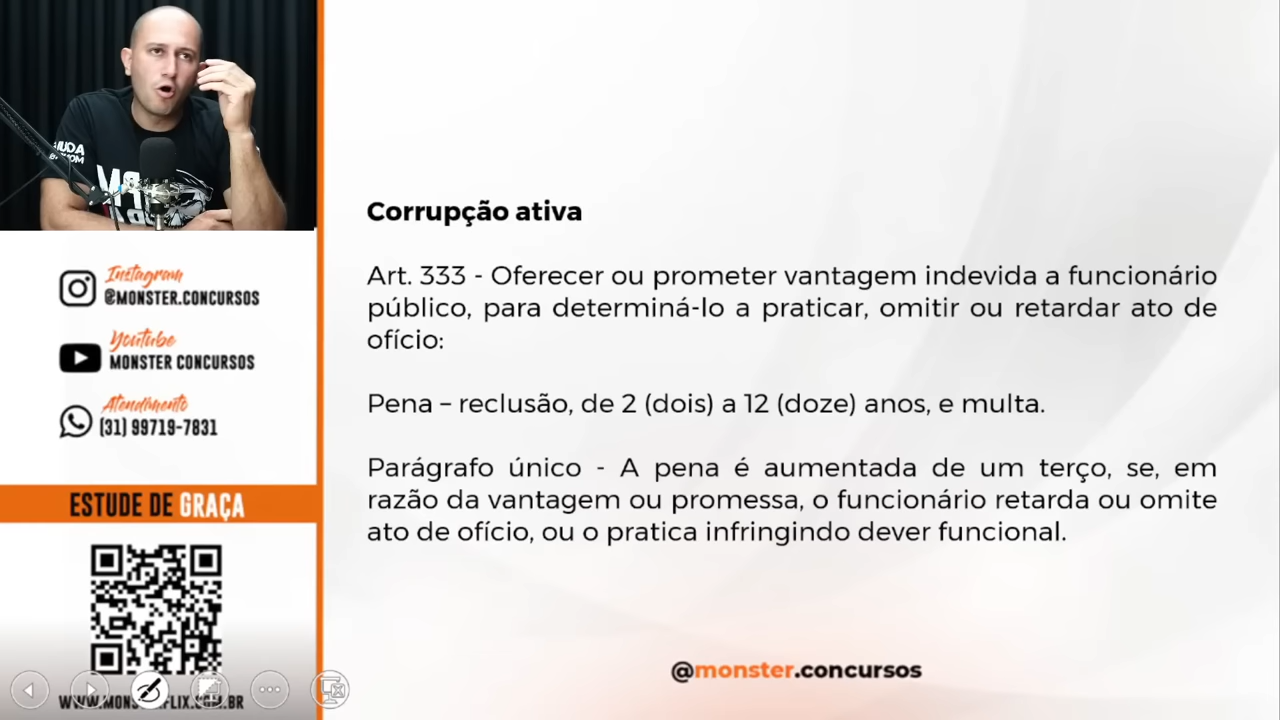 Corrupção ativa
Art. 333 - Oferecer ou prometer vantagem indevida a funcionário
público, para determiná-lo a praticar, omitir ou retardar ato de
ofício:
Pena – reclusão, de 2 (dois) a 12 (doze) anos, e multa.
Parágrafo único - A pena é aumentada de um terço, se, em
razão da vantagem ou promessa, o funcionário retarda ou omite
ato de ofício, ou o pratica infringindo dever funcional.
@monster.concursos
Instagram
@MONSTER.CONCURSOS
Youtube
MONSTER CONCURSOS
Atendimento
(31) 99719-7831
ESTUDE DE GRAÇA